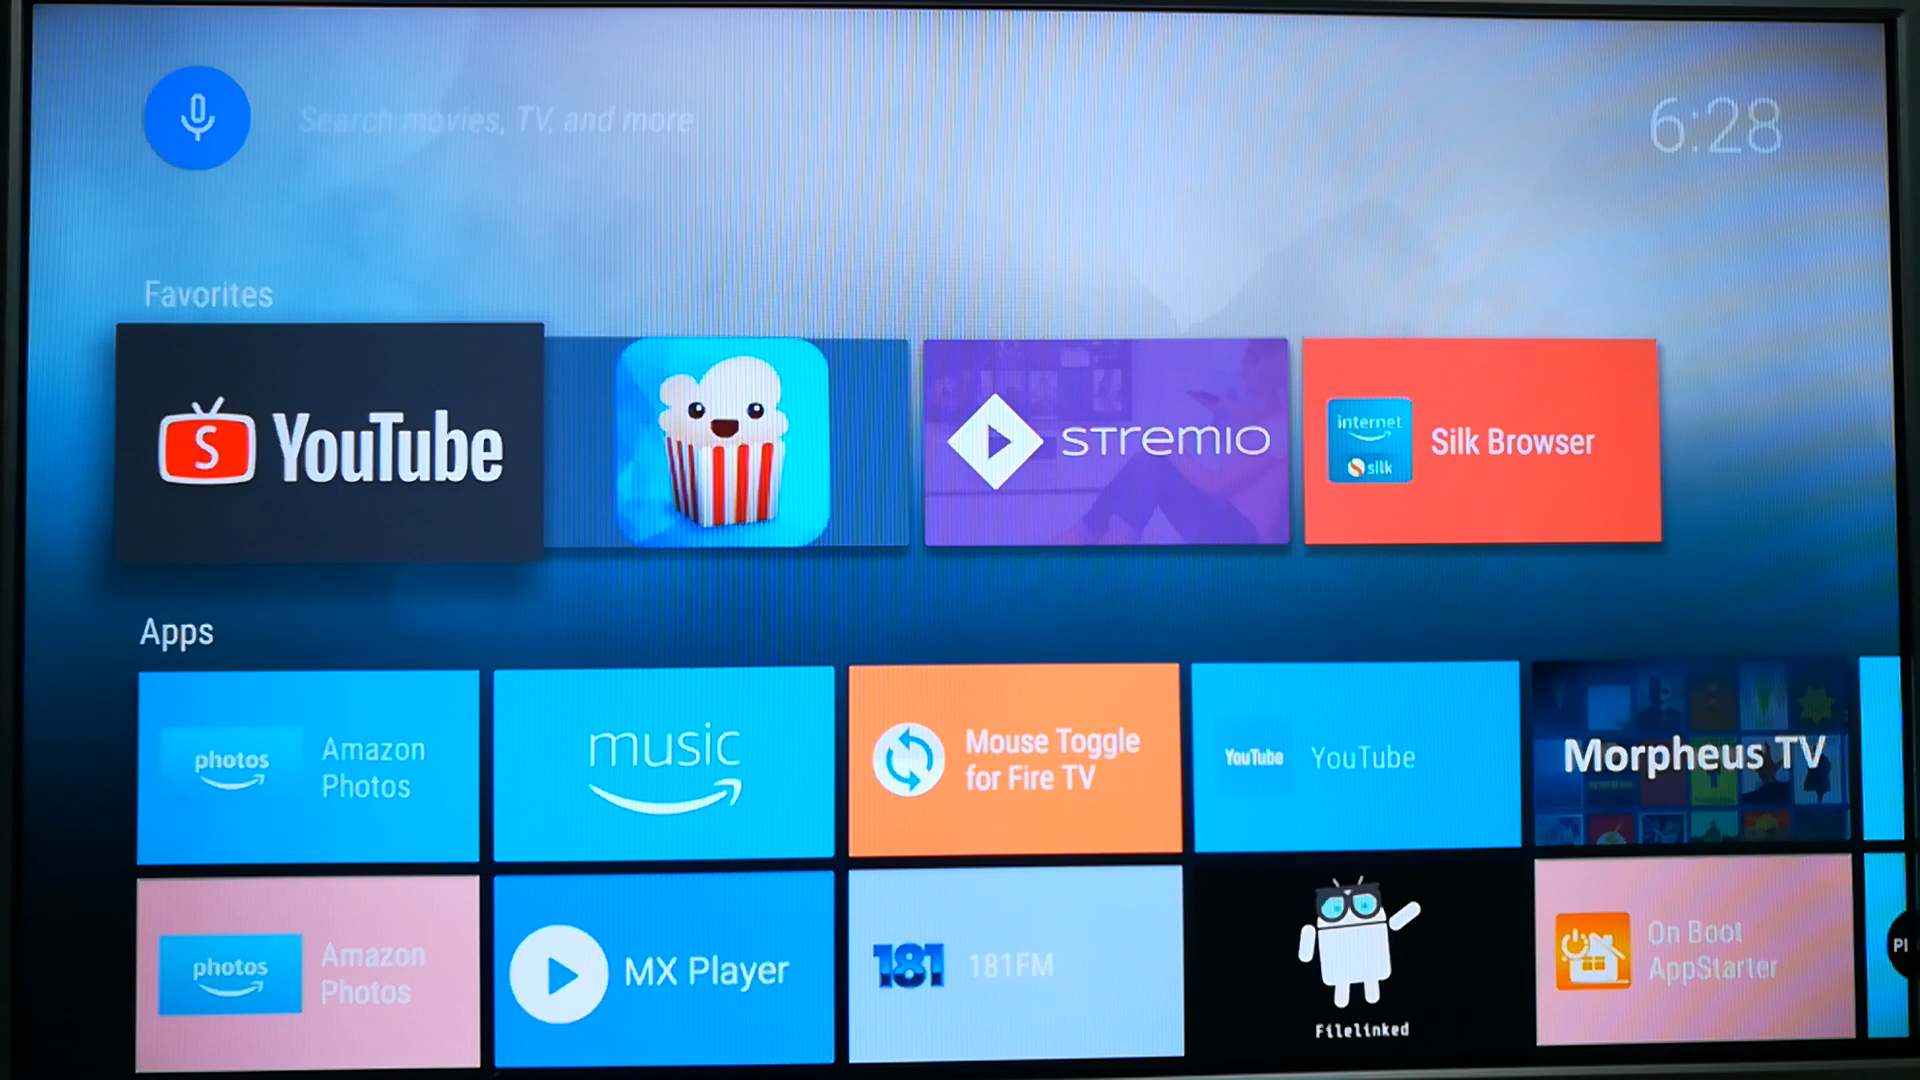 Search movies, TV, and more
6:28
Favorites
S YouTube
STREMIO
internet
silk
Silk Browser
Apps
photos
Amazon
Photos
music
Mouse Toggle
for Fire TV
YouTube
YouTube
Morpheus TV
photos
Amazon
Photos
MX Player
181
181FM
Filelinked
On Boot
AppStarter